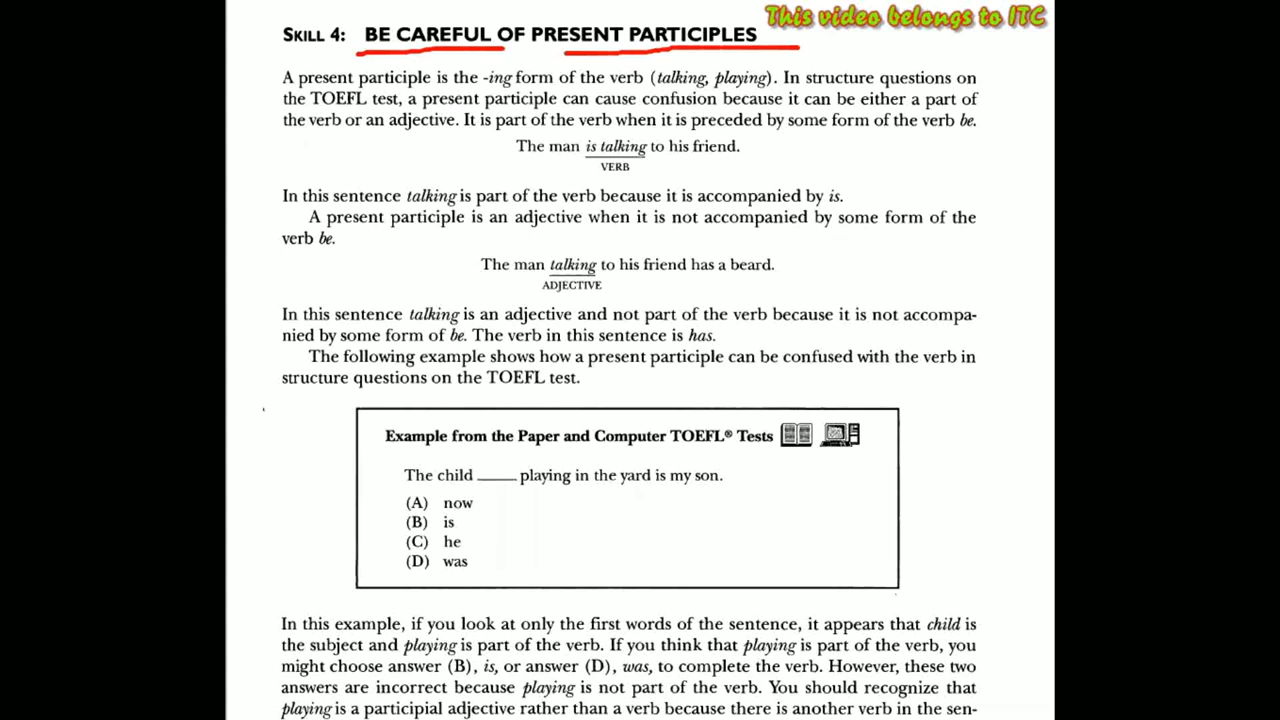 This video belongs to ITC
SKILL 4: BE CAREFUL OF PRESENT PARTICIPLES
A present participle is the -ing form of the verb (talking, playing). In structure questions on
the TOEFL test, a present participle can cause confusion because it can be either a part of
the verb or an adjective. It is part of the verb when it is preceded by some form of the verb be.
The man is talking to his friend.
VERB
In this sentence talking is part of the verb because it is accompanied by is.
A present participle is an adjective when it is not accompanied by some form of the
verb be.
The man talking to his friend has a beard.
ADJECTIVE
In this sentence talking is an adjective and not part of the verb because it is not accompa-
nied by some form of be. The verb in this sentence is has.
The following example shows how a present participle can be confused with the verb in
structure questions on the TOEFL test.
Example from the Paper and Computer TOEFL® Tests
The child ____ playing in the yard is my son.
(A) now
(B) is
(C) he
(D) was
In this example, if you look at only the first words of the sentence, it appears that child is
the subject and playing is part of the verb. If you think that playing is part of the verb, you
might choose answer (B), is, or answer (D), was, to complete the verb. However, these two
answers are incorrect because playing is not part of the verb. You should recognize that
playing is a participial adjective rather than a verb because there is another verb in the sen-